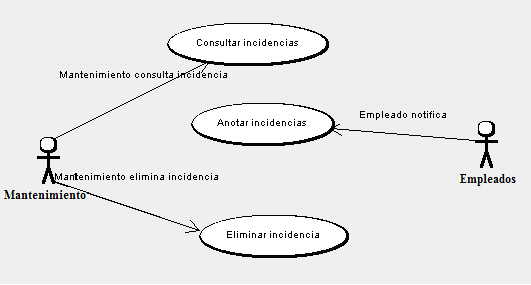 Consultar incidencias
Mantenimiento consulta incidencia
Anotar incidencias
Empleado notifica
Mantenimiento elimina incidencia
Empleados
Mantenimiento
Eliminar incidencia